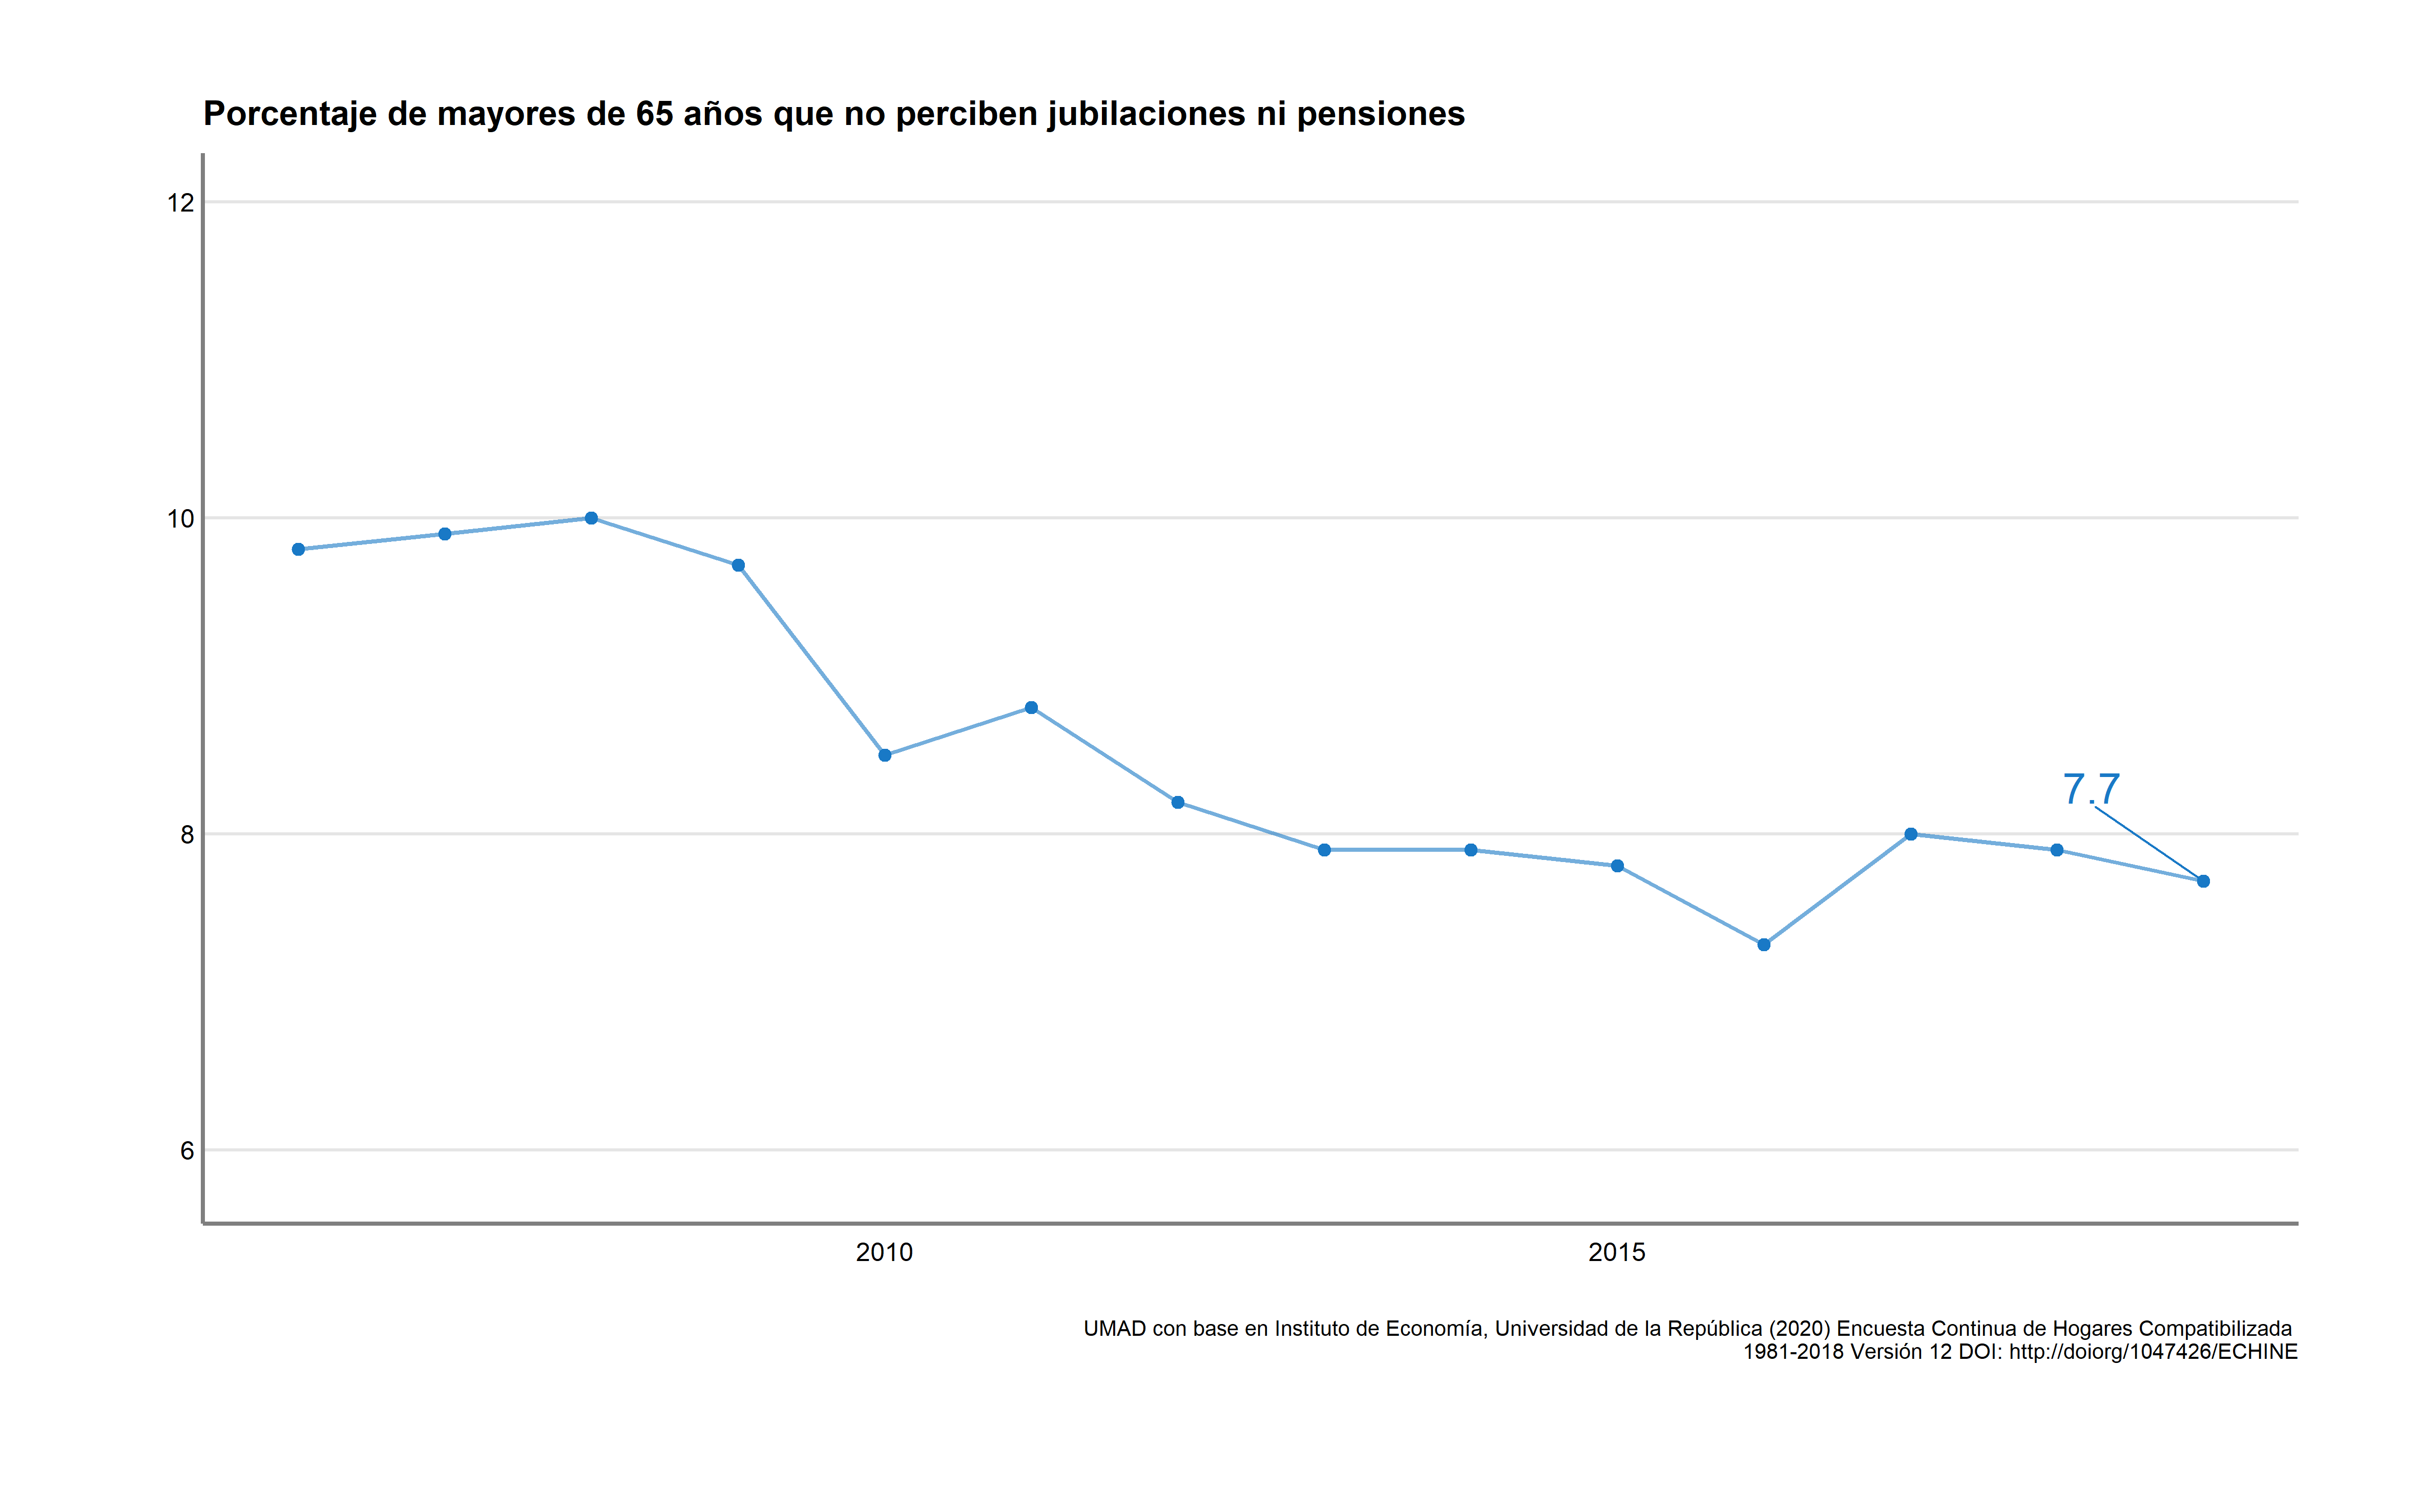 Porcentaje de mayores de 65 años que no perciben jubilaciones ni pensiones
12
10
8
6
7.7
2010
2015
UMAD con base en Instituto de Economía, Universidad de la República (2020) Encuesta Continua de Hogares Compatibilizada
1981-2018 Versión 12 DOI: http://doiorg/1047426/ECHINE